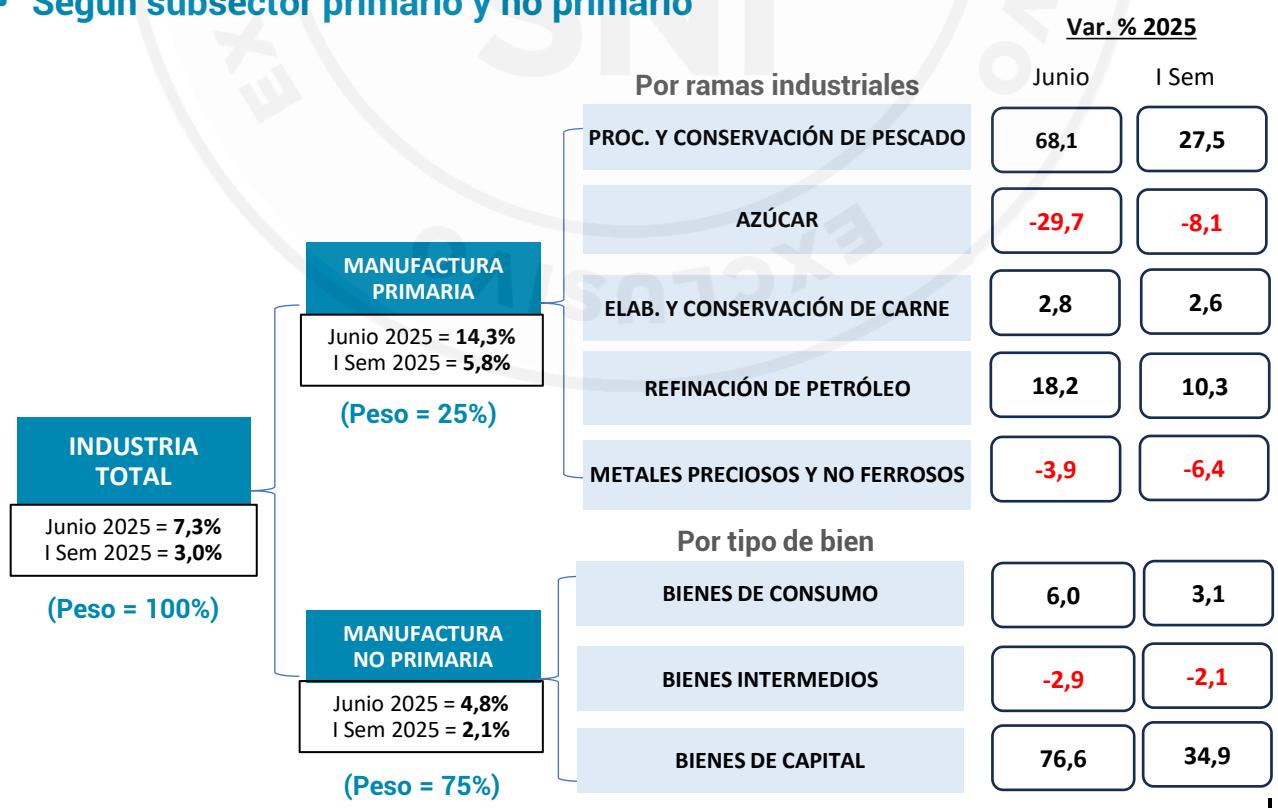 • Según subsector primario y no primario
Var. % 2025
Por ramas industriales
Junio
I Sem
PROC. Y CONSERVACIÓN DE PESCADO
68,1
27,5
AZÚCAR
-29,7
-8,1
MANUFACTURA
PRIMARIA
Junio 2025 = 14,3%
I Sem 2025 = 5,8%
(Peso = 25%)
ELAB. Y CONSERVACIÓN DE CARNE
2,8
2,6
REFINACIÓN DE PETRÓLEO
18,2
10,3
METALES PRECIOSOS Y NO FERROSOS
-3,9
-6,4
INDUSTRIA
TOTAL
Junio 2025 = 7,3%
I Sem 2025 = 3,0%
(Peso = 100%)
Por tipo de bien
BIENES DE CONSUMO
6,0
3,1
MANUFACTURA
NO PRIMARIA
Junio 2025 = 4,8%
I Sem 2025 = 2,1%
(Peso = 75%)
BIENES INTERMEDIOS
-2,9
-2,1
BIENES DE CAPITAL
76,6
34,9
SNI
EXCLUSIVO